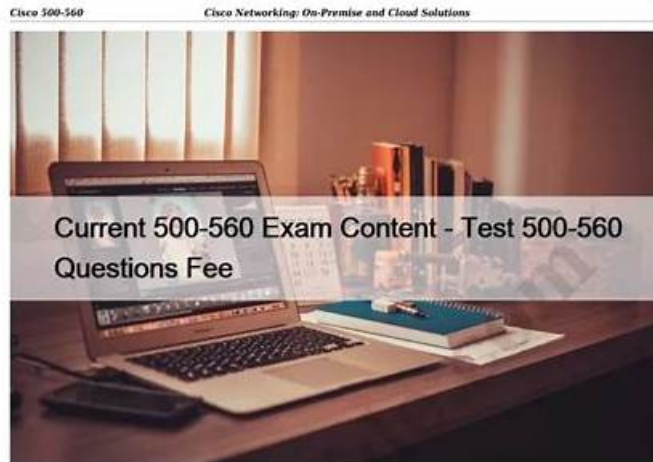 Cisco 500-560 Cisco Networking: On-Premise and Cloud Solutions
Current 500-560 Exam Content - Test 500-560
Questions Fee